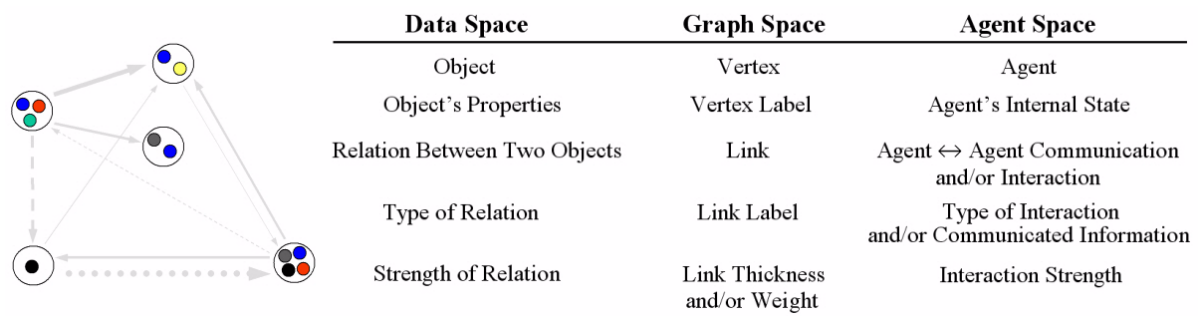 Data Space Graph Space Agent Space
Object Vertex Agent
Object’s Properties Vertex Label Agent’s Internal State
Relation Between Two Objects Link Agent ↔ Agent Communication
and/or Interaction
Type of Relation Link Label Type of Interaction
and/or Communicated Information
Strength of Relation Link Thickness Interaction Strength
and/or Weight